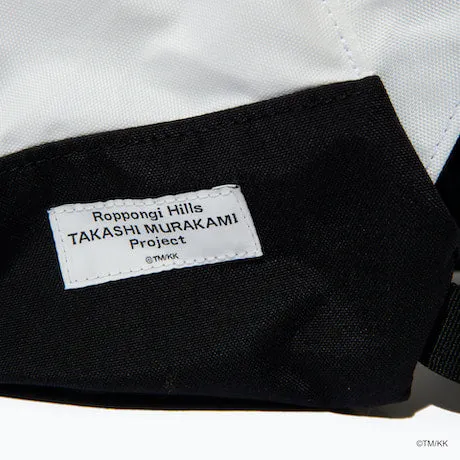 Roppongi Hills
TAKASHI MURAKAMI
Project
©TM/KK
©TM/KK